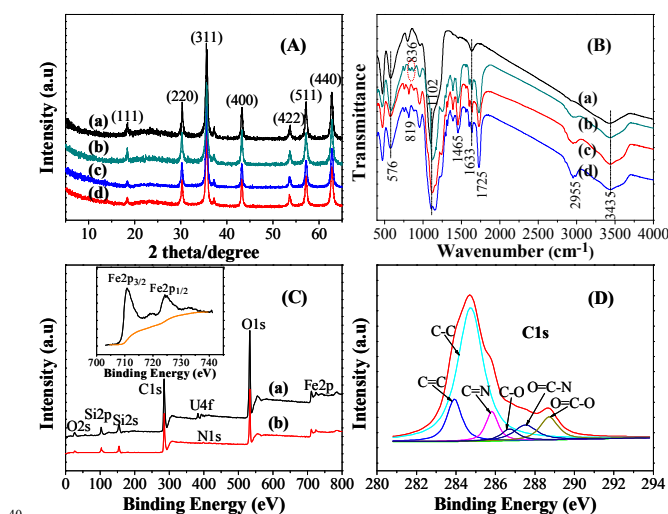 (A)
(311)
(440)
(220)
(511)
(400)
(111)
(422)
(a)
(b)
(c)
(d)
Intensity (a.u)
10 20 30 40 50 60
2 theta/degree
(B)
836
1102
(a)
(b)
(c)
(d)
576
819
1465
1633
1725
2955
3435
Transmittance
500 1000 1500 2000 2500 3000 3500 4000
Wavenumber (cm-1)
(C)
Fe2p3/2
Fe2p1/2
700 710 720 730 740
Binding Energy (eV)
O1s
C1s
(a)
Fe2p
U4f
Si2p
Si2s
O2s
(b)
N1s
Intensity (a.u)
0 100 200 300 400 500 600 700 800
Binding Energy (eV)
(D)
C1s
C-C
C=C
C=N
C-O
O=C-N
O=C-O
Intensity (a.u)
280 282 284 286 288 290 292 294
Binding Energy (eV)